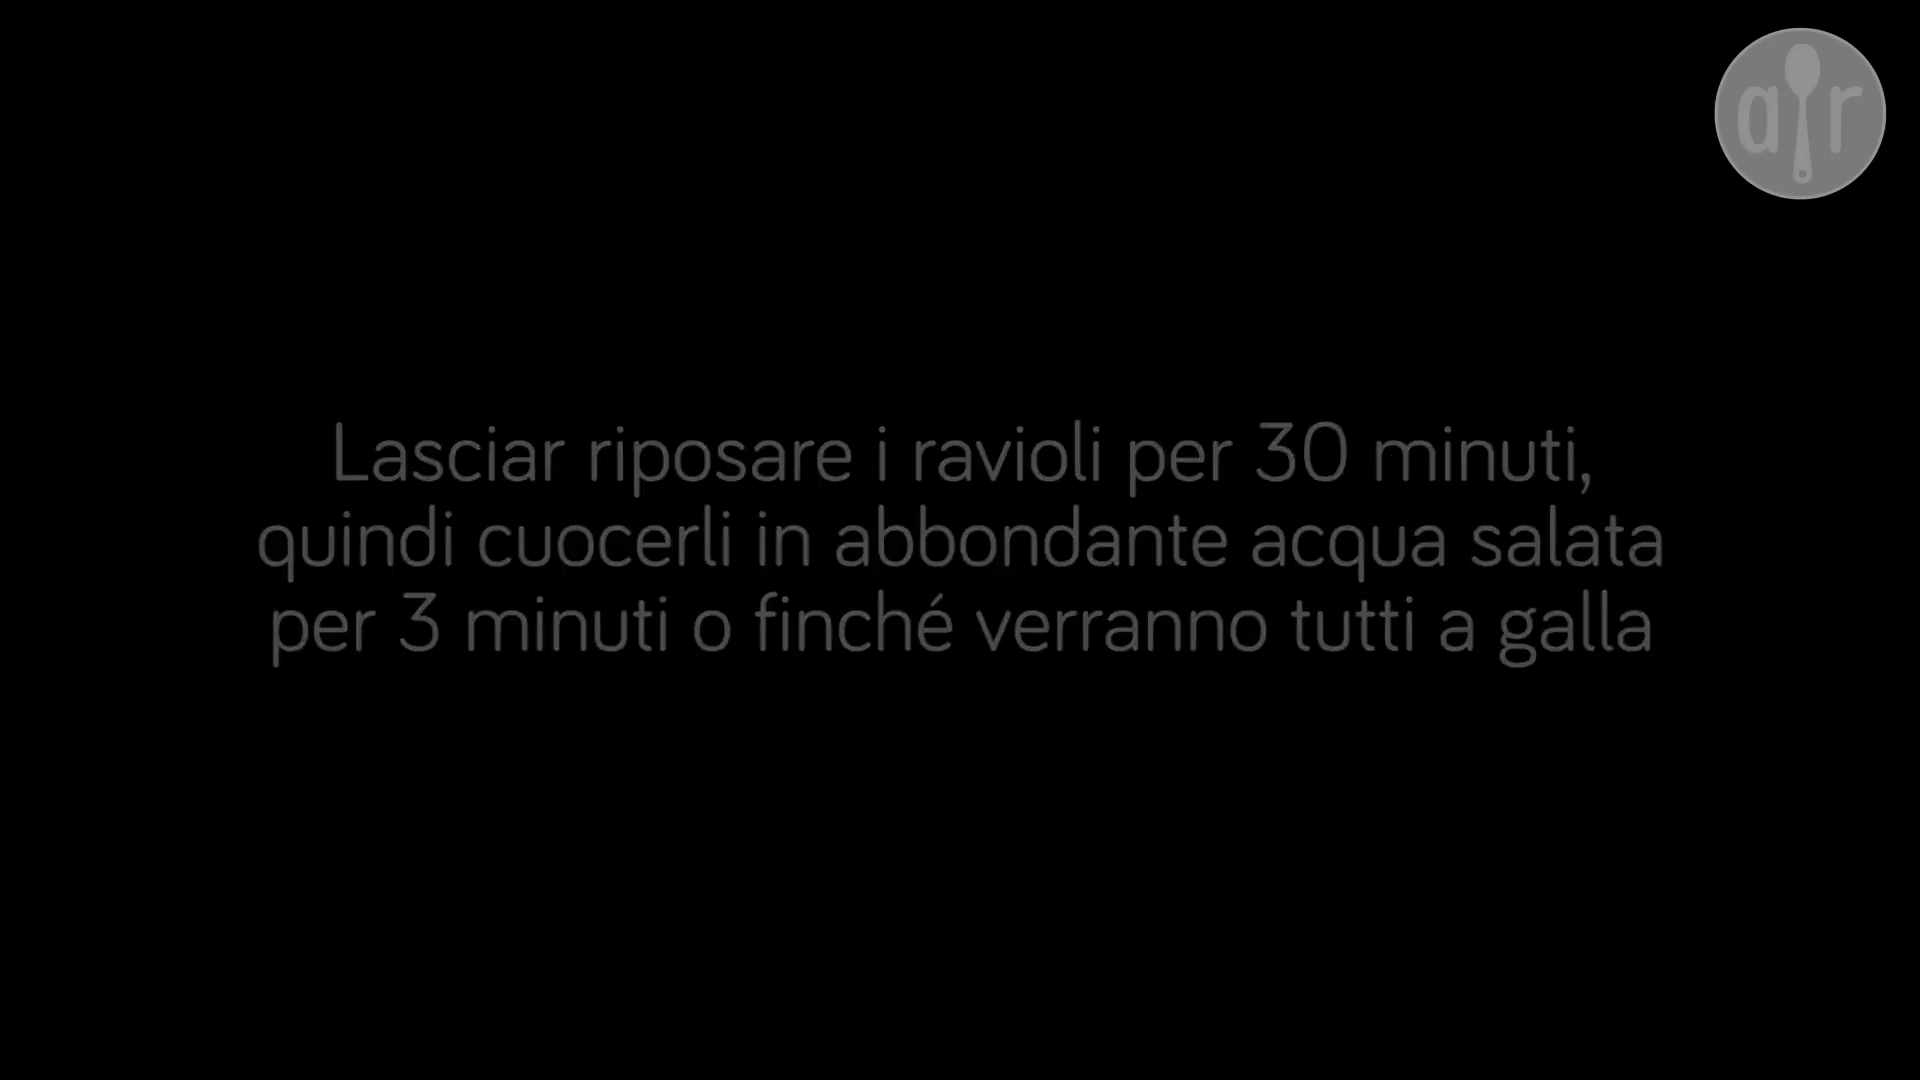 a r
Lasciar riposare i ravioli per 30 minuti,
quindi cuocerli in abbondante acqua salata
per 3 minuti o finché verranno tutti a galla